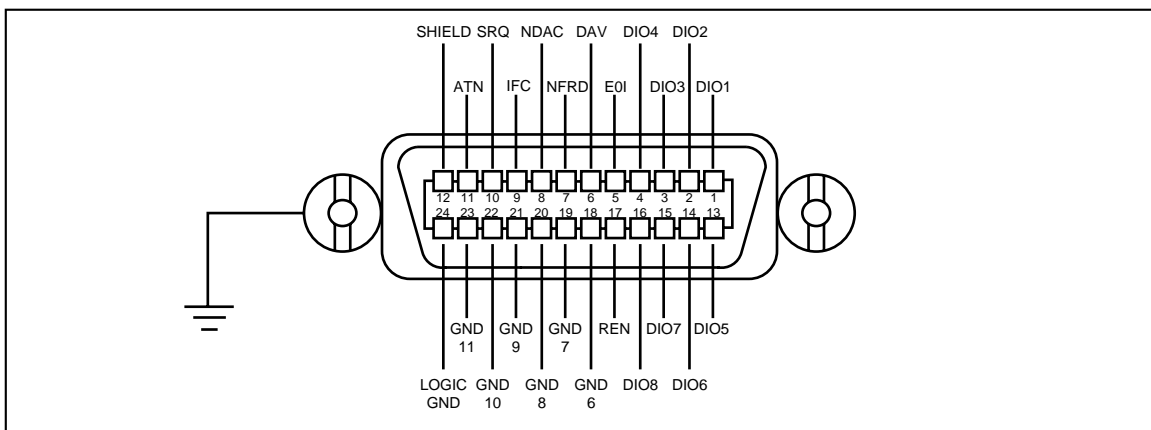 SHIELD SRQ NDAC DAV DIO4 DIO2
ATN IFC NFRD E0I DIO3 DIO1
12 11 10 9 8 7 6 5 4 3 2 1
24 23 22 21 20 19 18 17 16 15 14 13
GND GND GND REN DIO7 DIO5
11 9 7
LOGIC GND GND GND DIO8 DIO6
GND 10 8 6